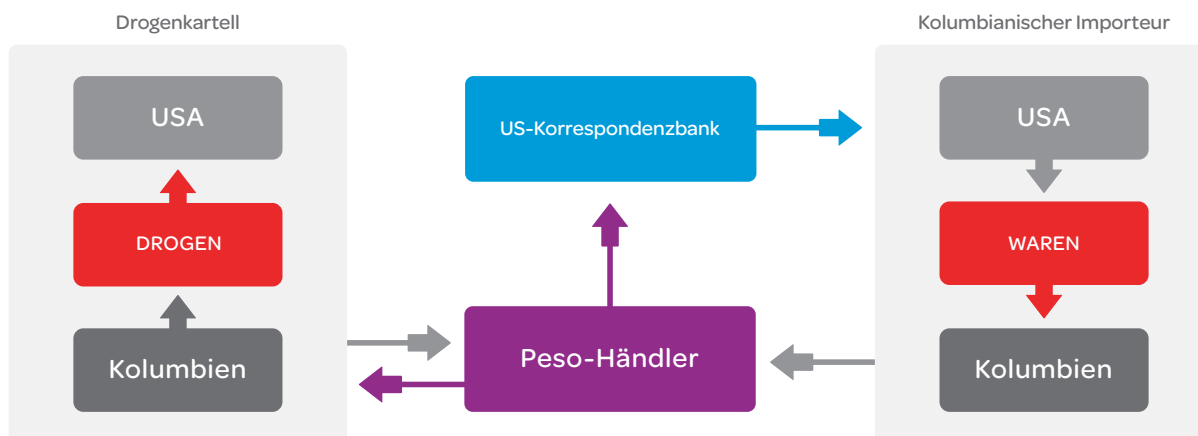 Drogenkartell
Kolumbianischer Importeur
USA
US-Korrespondenzbank
USA
DROGEN
WAREN
Kolumbien
Peso-Händler
Kolumbien